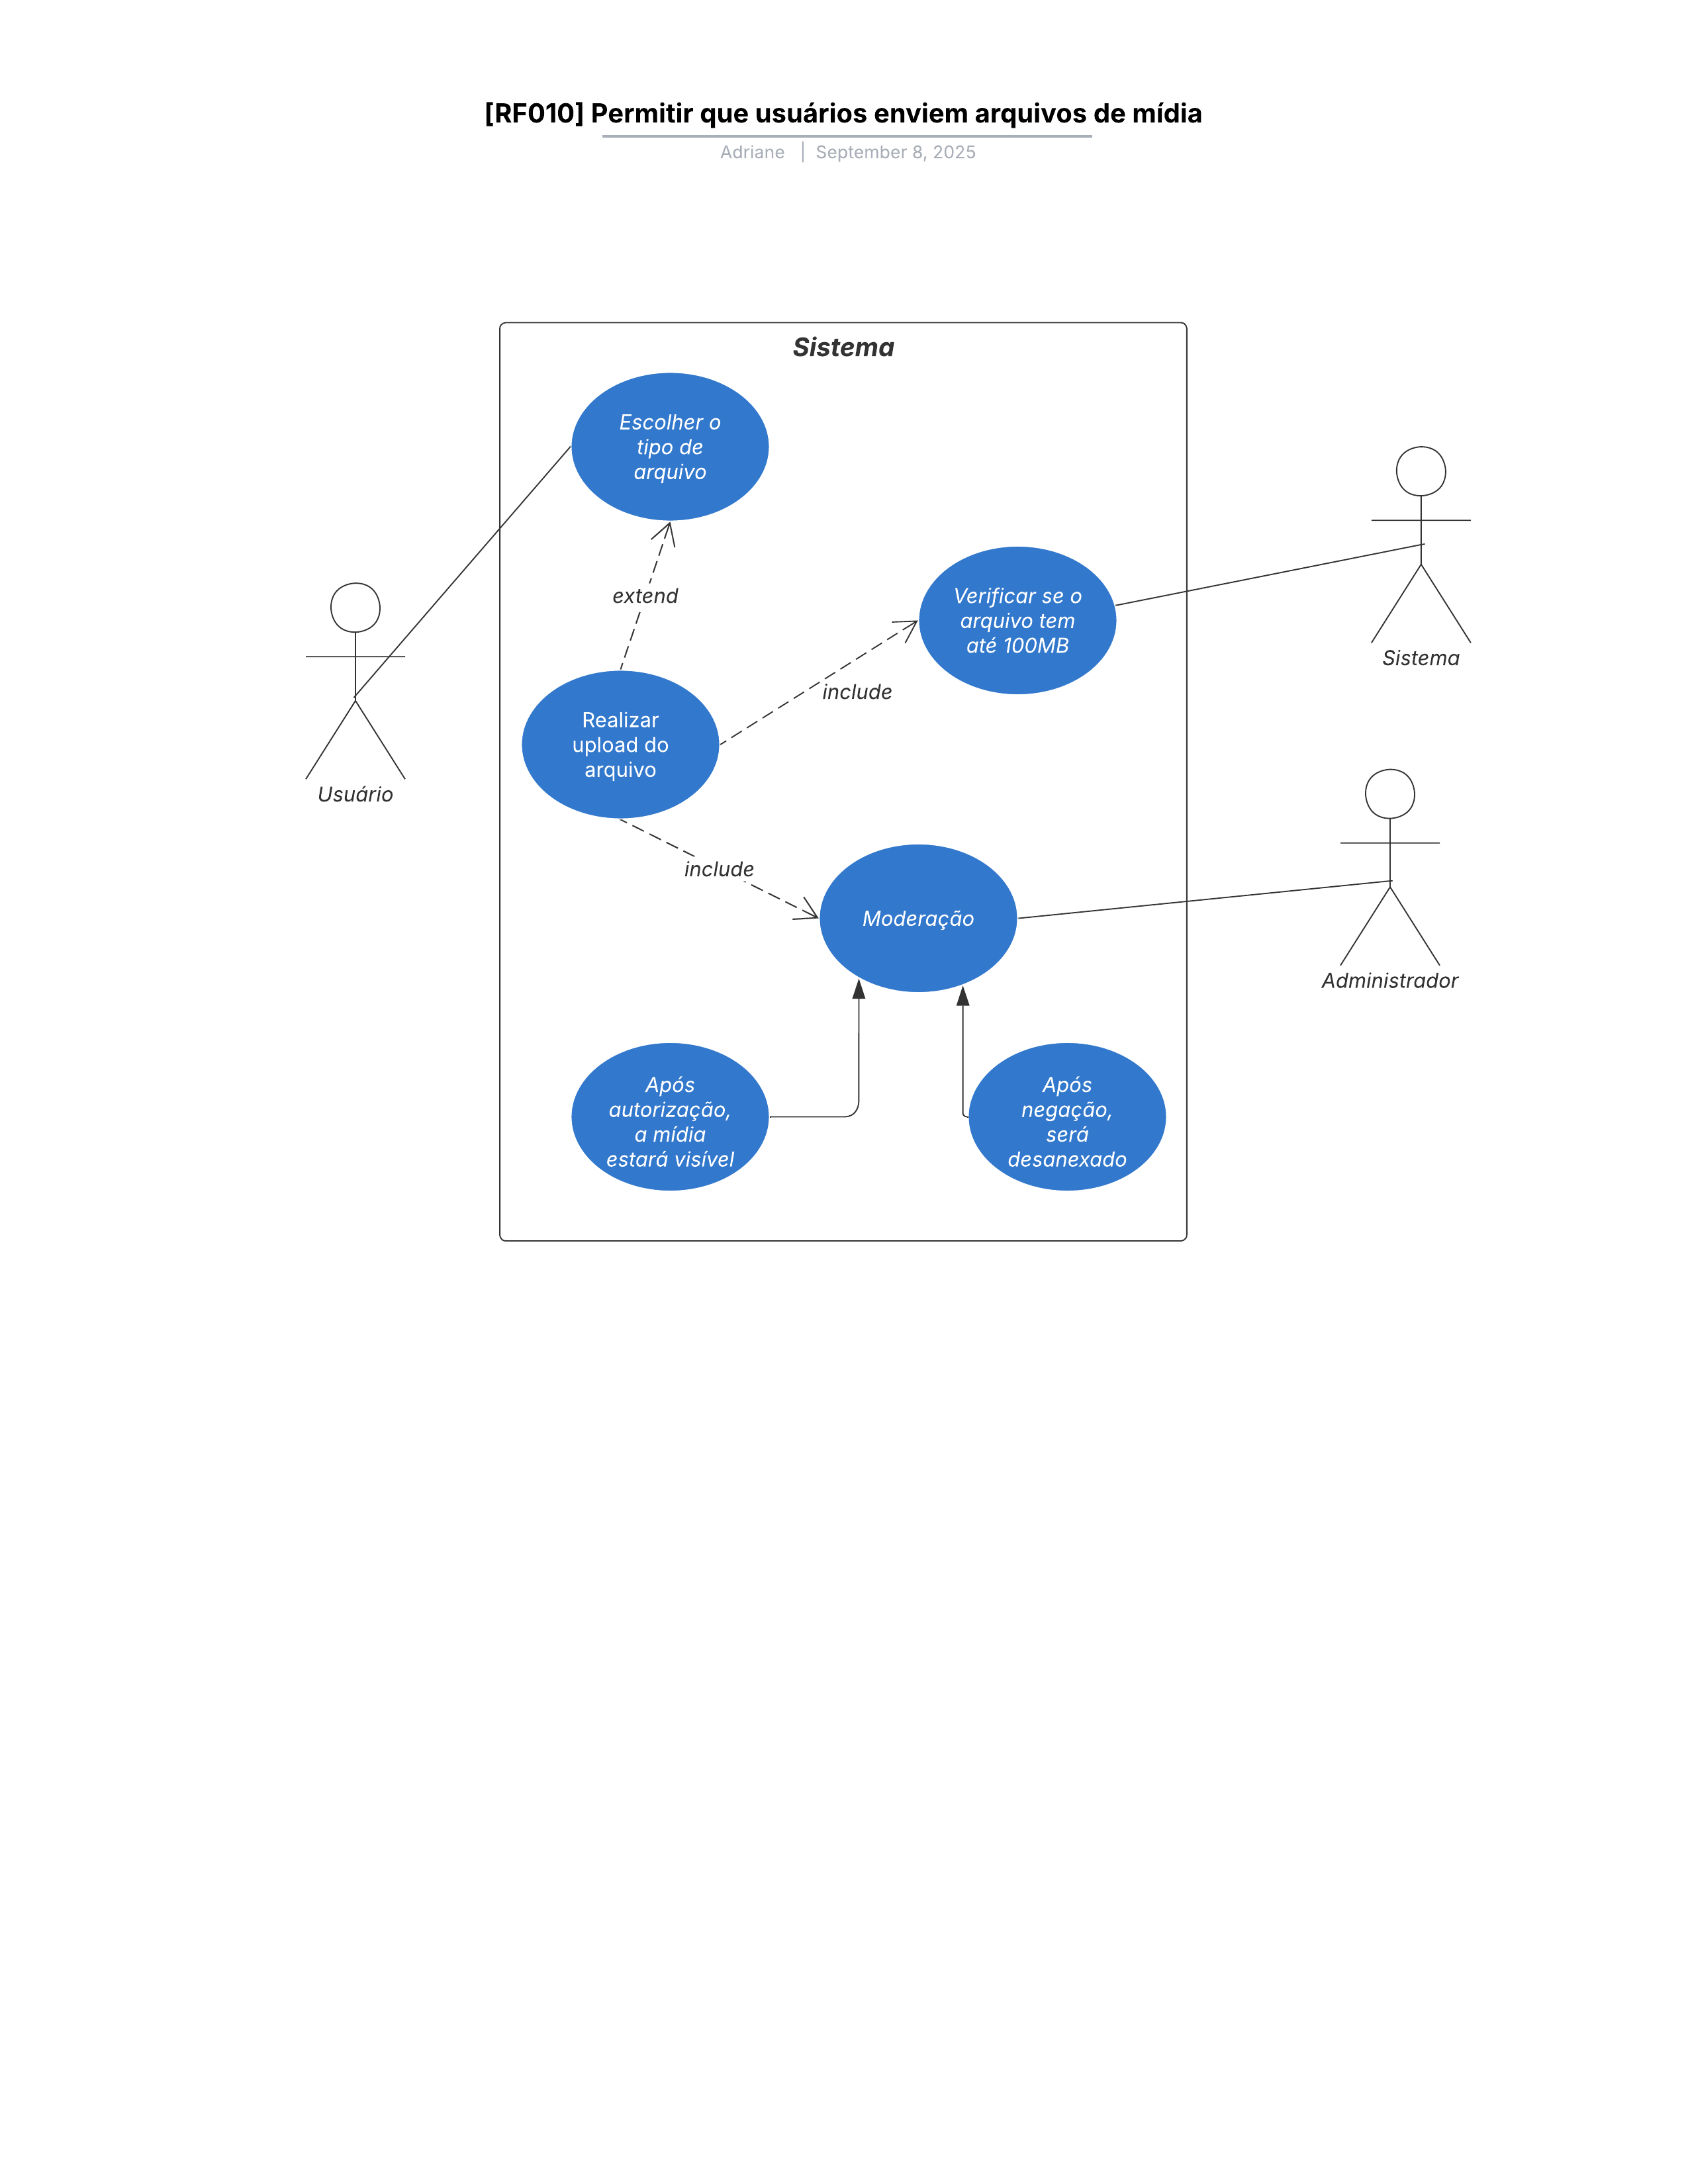 [RF010] Permitir que usuários enviem arquivos de mídia
Adriane | September 8, 2025
Sistema
Escolher o
tipo de
arquivo
extend
Verificar se o
arquivo tem
até 100MB
Sistema
include
Realizar
upload do
arquivo
Usuário
include
Moderação
Administrador
Após
autorização,
a mídia
estará visível
Após
negação,
será
desanexado